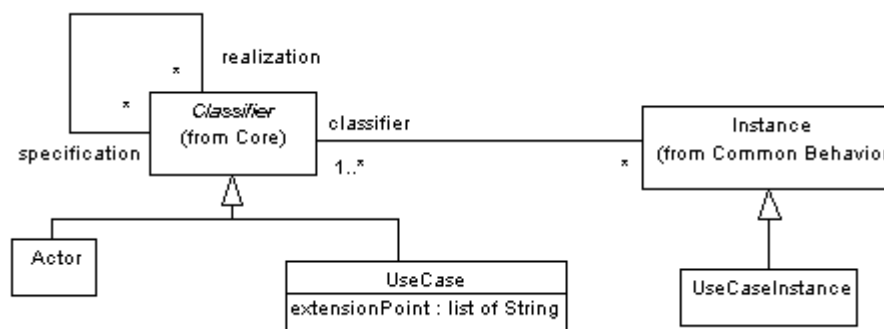 realization
*
*
Classifier
(from Core)
specification
classifier
1..*
*
Instance
(from Common Behavior
Actor
UseCase
extensionPoint : list of String
UseCaseInstance